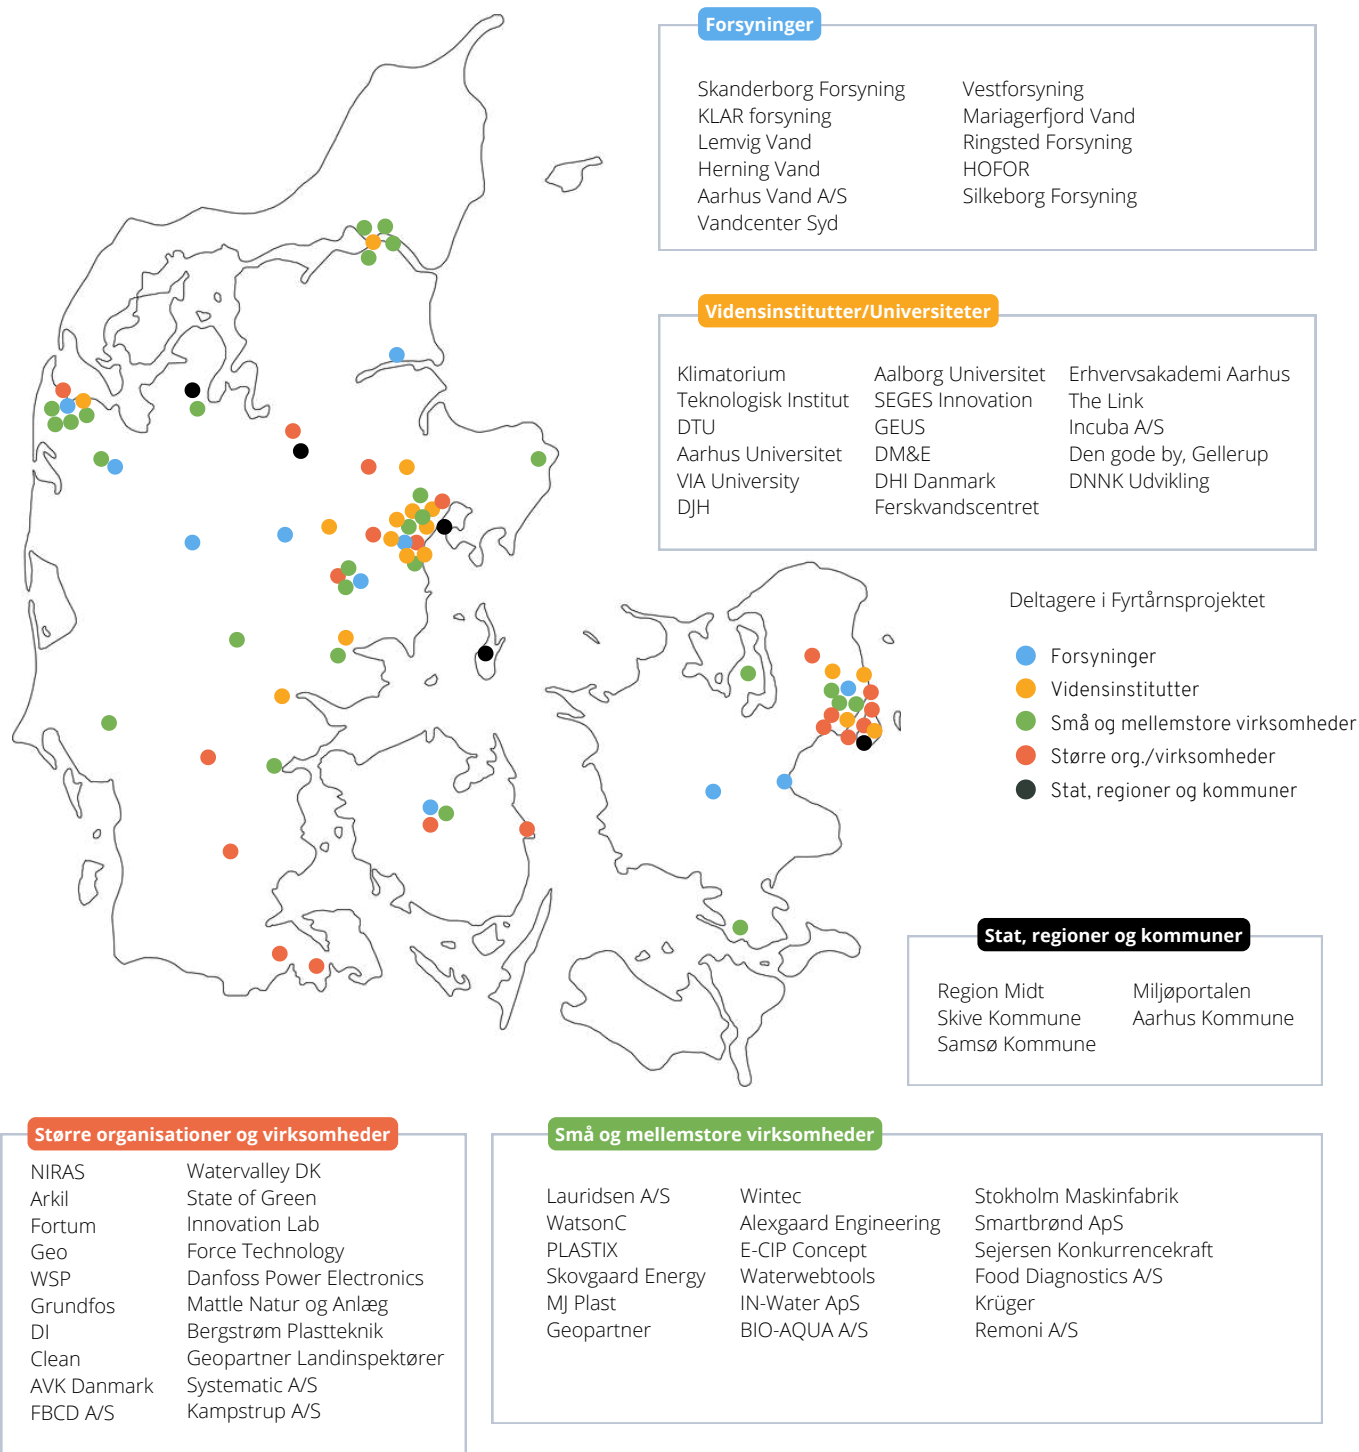 Forsyninger
Skanderborg Forsyning
KLAR forsyning
Lemvig Vand
Herning Vand
Aarhus Vand A/S
Vandcenter Syd
Vestforsyning
Mariagerfjord Vand
Ringsted Forsyning
HOFOR
Silkeborg Forsyning
Vidensinstitutter/Universiteter
Klimatorium
Teknologisk Institut
DTU
Aarhus Universitet
VIA University
DJH
Aalborg Universitet
SEGES Innovation
GEUS
DM&E
DHI Danmark
Ferskvandscentret
Erhvervsakademi Aarhus
The Link
Incuba A/S
Den gode by, Gellerup
DNNK Udvikling
Deltagere i Fyrtårnsprojektet
Forsyninger
Vidensinstitutter
Små og mellemstore virksomheder
Større org./virksomheder
Stat, regioner og kommuner
Stat, regioner og kommuner
Region Midt
Skive Kommune
Samsø Kommune
Miljøportalen
Aarhus Kommune
Større organisationer og virksomheder
NIRAS
Arkil
Fortum
Geo
WSP
Grundfos
DI
Clean
AVK Danmark
FBCD A/S
Watervalley DK
State of Green
Innovation Lab
Force Technology
Danfoss Power Electronics
Mattle Natur og Anlæg
Bergstrøm Plastteknik
Geopartner Landinspektører
Systematic A/S
Kampstrup A/S
Små og mellemstore virksomheder
Lauridsen A/S
WatsonC
PLASTIX
Skovgaard Energy
MJ Plast
Geopartner
Wintec
Alexgaard Engineering
E-CIP Concept
Waterwebtools
IN-Water ApS
BIO-AQUA A/S
Stokholm Maskinfabrik
Smartbrønd ApS
Sejersen Konkurrencekraft
Food Diagnostics A/S
Krüger
Remoni A/S